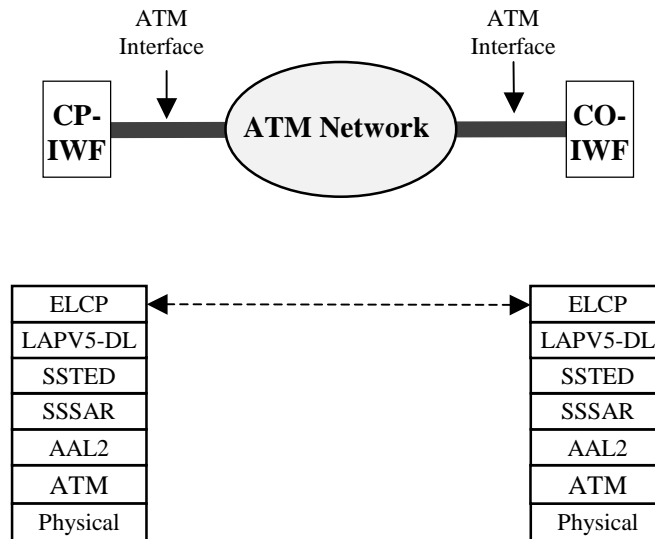 ATM
Interface
ATM
Interface
CP-
IWF
ATM Network
CO-
IWF
ELCP
LAPV5-DL
SSTED
SSSAR
AAL2
ATM
Physical
ELCP
LAPV5-DL
SSTED
SSSAR
AAL2
ATM
Physical